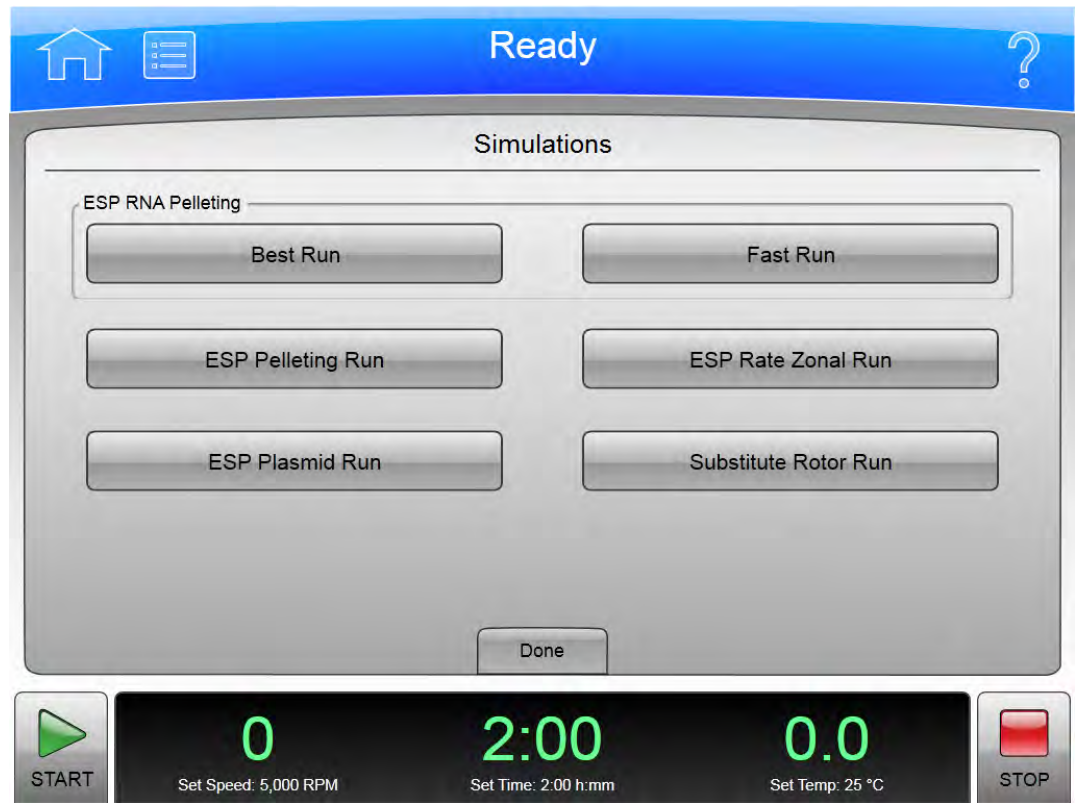 Ready
Simulations
ESP RNA Pelleting
Best Run
Fast Run
ESP Pelleting Run
ESP Rate Zonal Run
ESP Plasmid Run
Substitute Rotor Run
Done
START
0
Set Speed: 5,000 RPM
2:00
Set Time: 2:00 h:mm
0.0
Set Temp: 25 °C
STOP